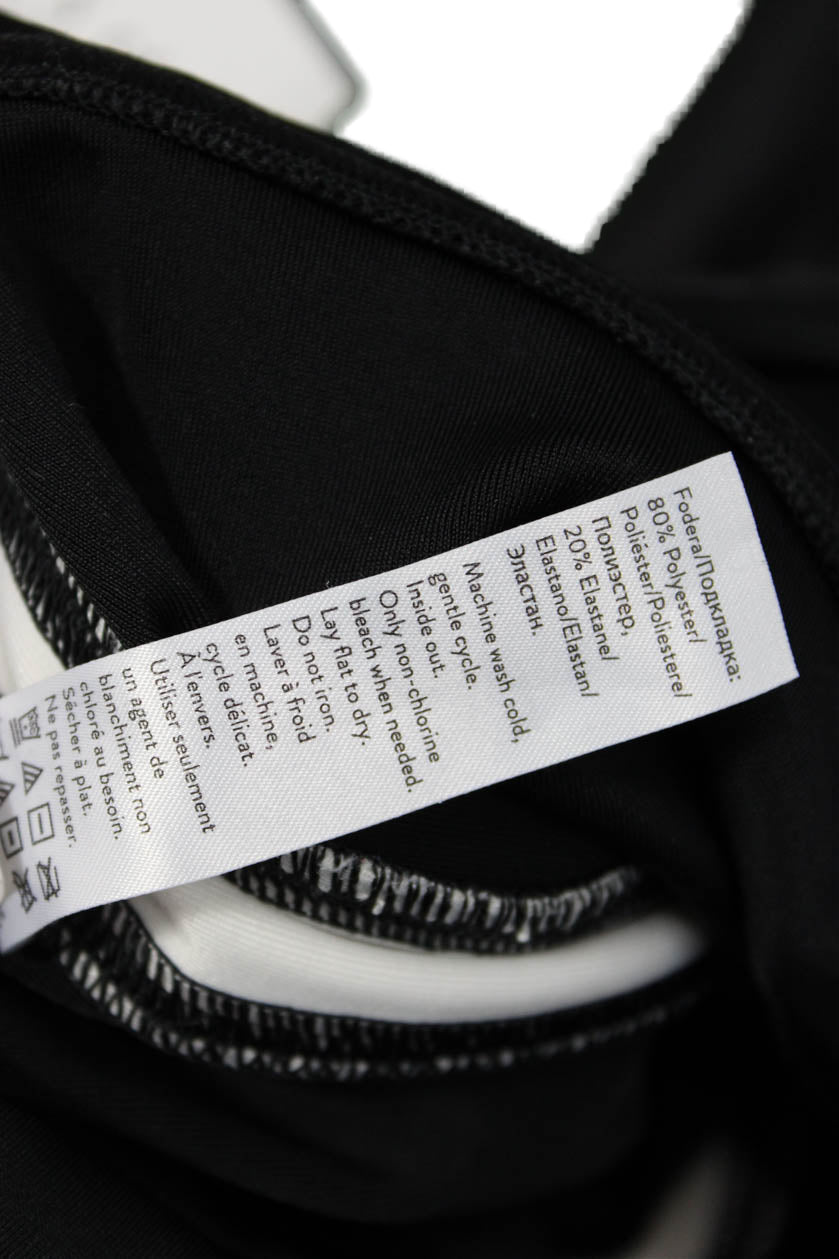 Fodera/Подкладка:
80% Polyester/
Poliéster/Poliestere/
Полиэстер,
20% Elastane/
Elastano/Elastan/
Эластан.
Machine wash cold,
gentle cycle.
Inside out.
Only non-chlorine
bleach when needed.
Lay flat to dry.
Do not iron.
Laver à froid
en machine,
cycle délicat.
À l'envers.
Utiliser seulement
un agent de
blanchiment non
chloré au besoin.
Sécher à plat.
Ne pas repasser.